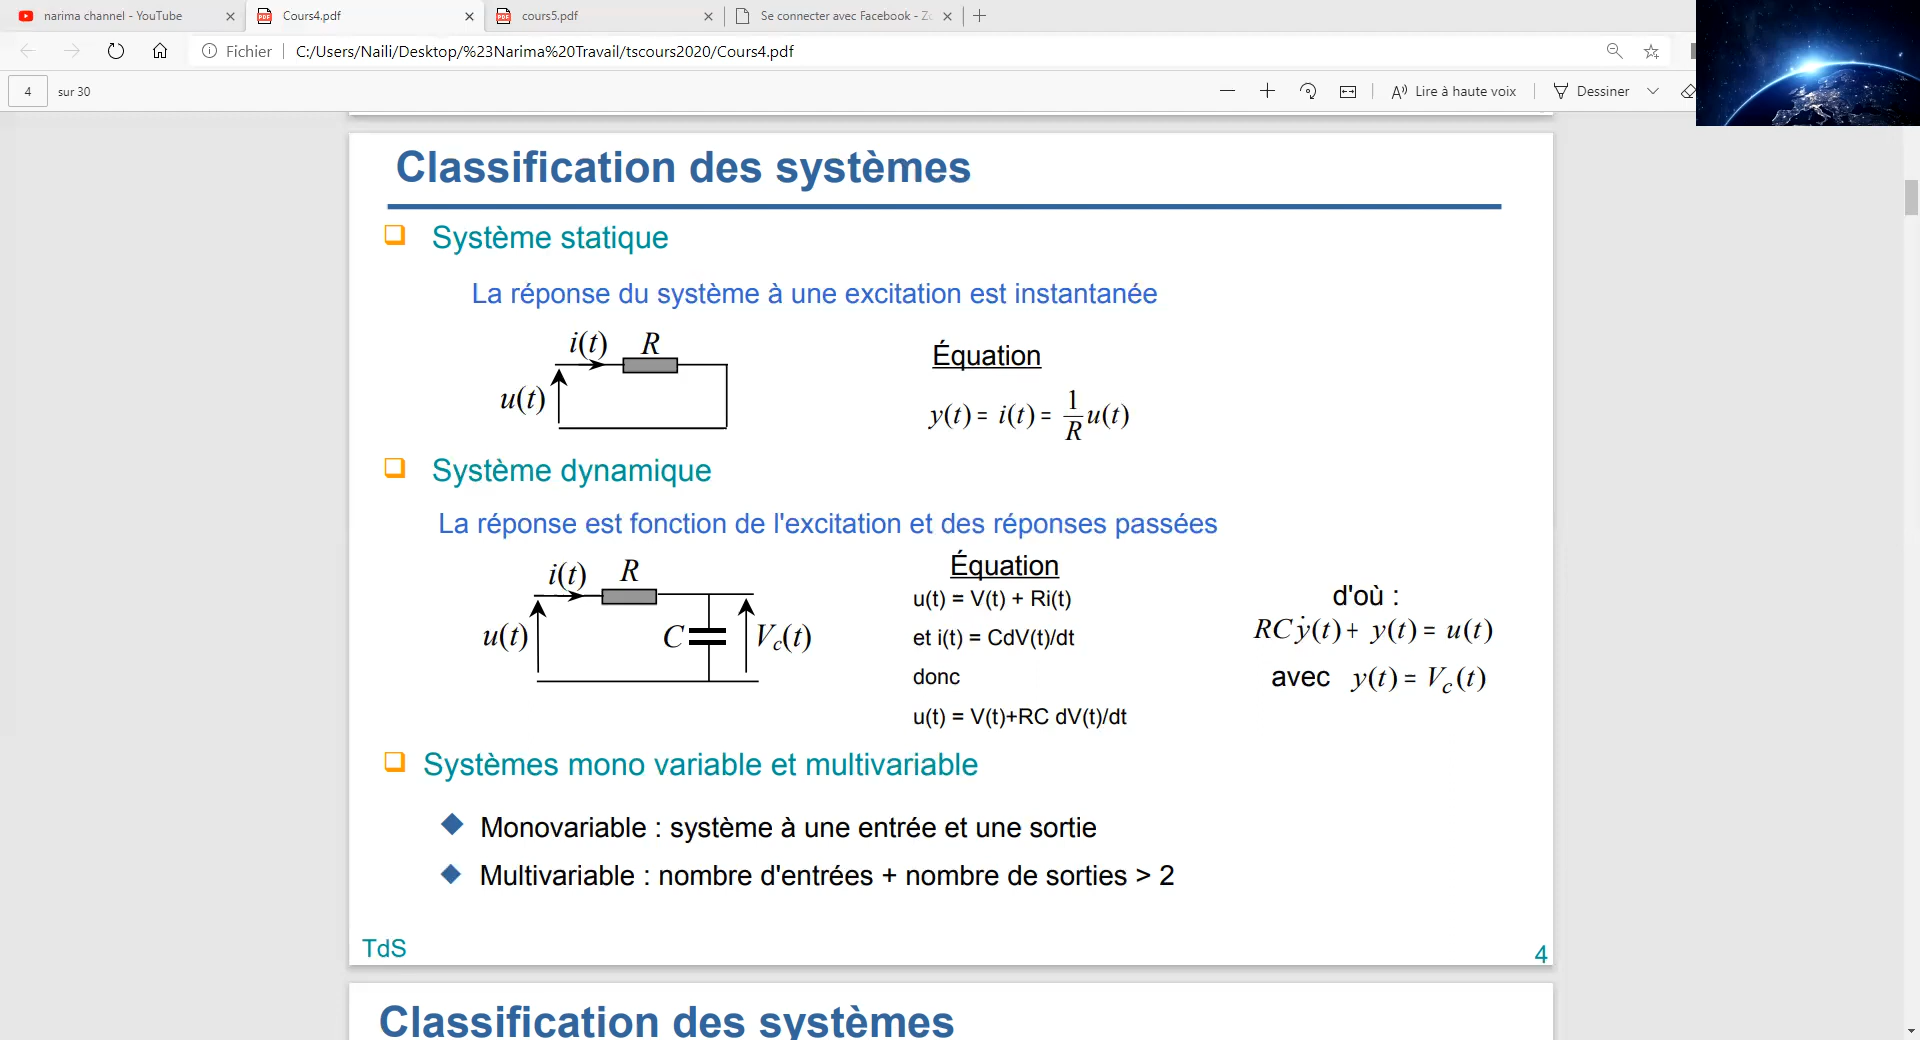 narima channel - YouTube
Cours4.pdf
cours5.pdf
Se connecter avec Facebook - Zo
Fichier
C:/Users/Naili/Desktop/%23Narima%20Travail/tscours2020/Cours4.pdf
4 sur 30
Lire à haute voix
Dessiner
Classification des systèmes
Système statique
La réponse du système à une excitation est instantanée
i(t) R
u(t)
Équation
y(t) = i(t) = 1/R u(t)
Système dynamique
La réponse est fonction de l'excitation et des réponses passées
i(t) R
u(t)
C
Vc(t)
Équation
u(t) = V(t) + Ri(t)
et i(t) = CdV(t)/dt
donc
u(t) = V(t)+RC dV(t)/dt
d'où :
RCẏ(t) + y(t) = u(t)
avec y(t) = Vc(t)
Systèmes mono variable et multivariable
Monovariable : système à une entrée et une sortie
Multivariable : nombre d'entrées + nombre de sorties > 2
TdS
4
Classification des systèmes